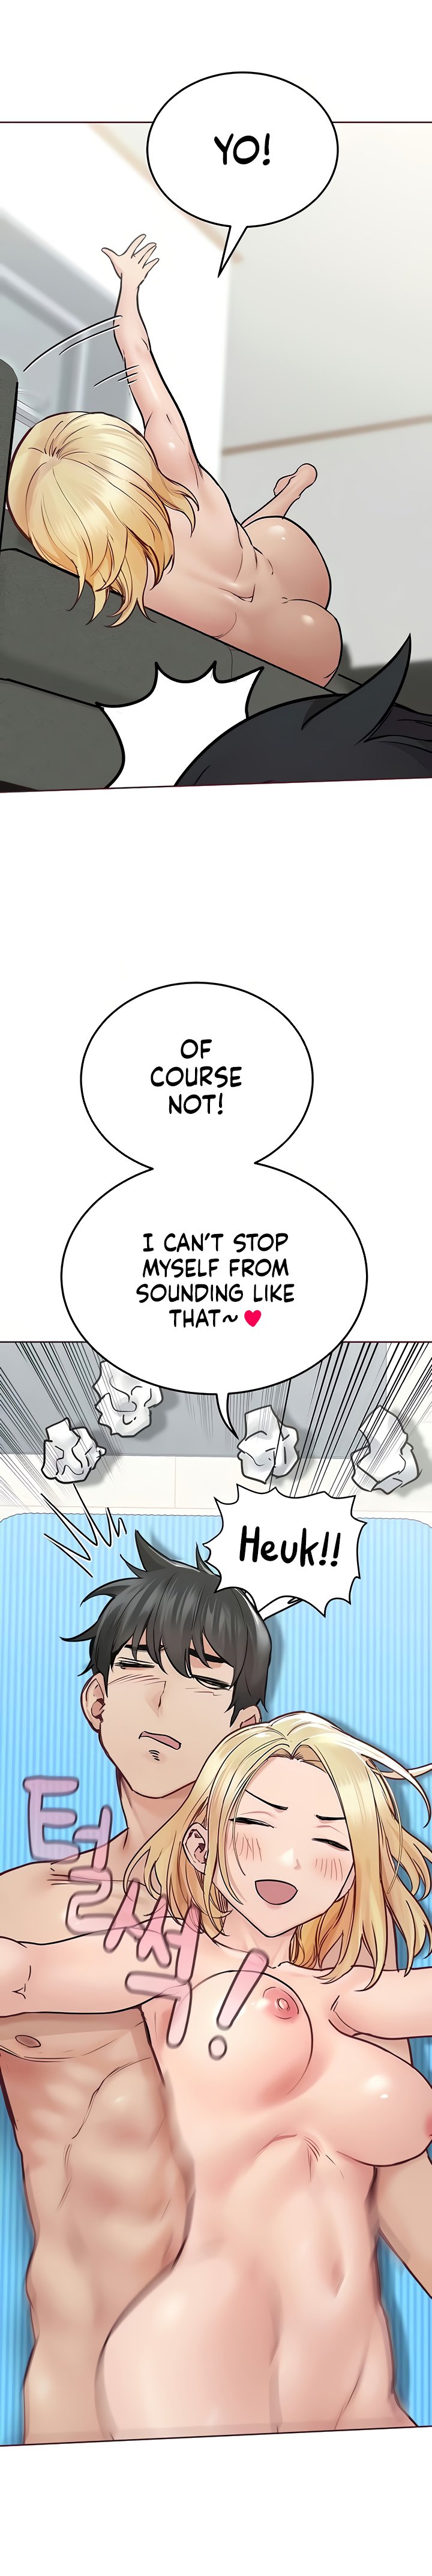 YO!
OF
COURSE
NOT!
I CAN'T STOP
MYSELF FROM
SOUNDING LIKE
THAT~♥
Heuk!!
털썩!